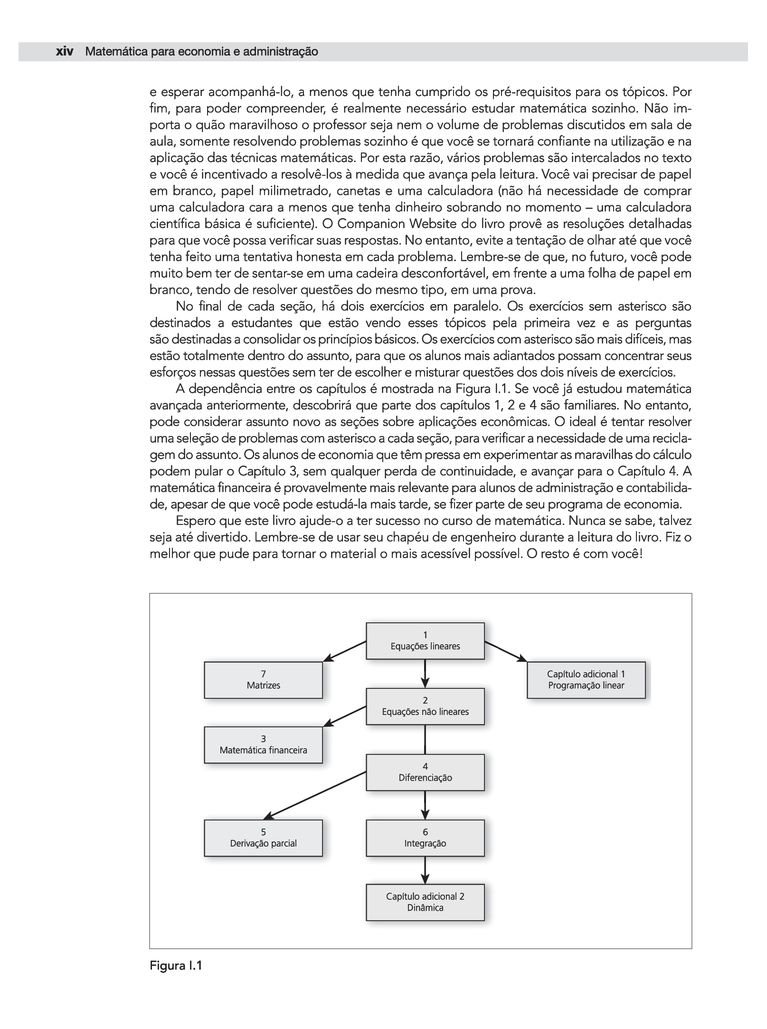 xiv Matemática para economia e administração
e esperar acompanhá-lo, a menos que tenha cumprido os pré-requisitos para os tópicos. Por
fim, para poder compreender, é realmente necessário estudar matemática sozinho. Não im-
porta o quão maravilhoso o professor seja nem o volume de problemas discutidos em sala de
aula, somente resolvendo problemas sozinho é que você se tornará confiante na utilização e na
aplicação das técnicas matemáticas. Por esta razão, vários problemas são intercalados no texto
e você é incentivado a resolvê-los à medida que avança pela leitura. Você vai precisar de papel
em branco, papel milimetrado, canetas e uma calculadora (não há necessidade de comprar
uma calculadora cara a menos que tenha dinheiro sobrando no momento – uma calculadora
científica básica é suficiente). O Companion Website do livro provê as resoluções detalhadas
para que você possa verificar suas respostas. No entanto, evite a tentação de olhar até que você
tenha feito uma tentativa honesta em cada problema. Lembre-se de que, no futuro, você pode
muito bem ter de sentar-se em uma cadeira desconfortável, em frente a uma folha de papel em
branco, tendo de resolver questões do mesmo tipo, em uma prova.
No final de cada seção, há dois exercícios em paralelo. Os exercícios sem asterisco são
destinados a estudantes que estão vendo esses tópicos pela primeira vez e as perguntas
são destinadas a consolidar os princípios básicos. Os exercícios com asterisco são mais difíceis, mas
estão totalmente dentro do assunto, para que os alunos mais adiantados possam concentrar seus
esforços nessas questões sem ter de escolher e misturar questões dos dois níveis de exercícios.
A dependência entre os capítulos é mostrada na Figura I.1. Se você já estudou matemática
avançada anteriormente, descobrirá que parte dos capítulos 1, 2 e 4 são familiares. No entanto,
pode considerar assunto novo as seções sobre aplicações econômicas. O ideal é tentar resolver
uma seleção de problemas com asterisco a cada seção, para verificar a necessidade de uma recicla-
gem do assunto. Os alunos de economia que têm pressa em experimentar as maravilhas do cálculo
podem pular o Capítulo 3, sem qualquer perda de continuidade, e avançar para o Capítulo 4. A
matemática financeira é provavelmente mais relevante para alunos de administração e contabilida-
de, apesar de que você pode estudá-la mais tarde, se fizer parte de seu programa de economia.
Espero que este livro ajude-o a ter sucesso no curso de matemática. Nunca se sabe, talvez
seja até divertido. Lembre-se de usar seu chapéu de engenheiro durante a leitura do livro. Fiz o
melhor que pude para tornar o material o mais acessível possível. O resto é com você!
1
Equações lineares
7
Matrizes
Capítulo adicional 1
Programação linear
2
Equações não lineares
3
Matemática financeira
4
Diferenciação
5
Derivação parcial
6
Integração
Capítulo adicional 2
Dinâmica
Figura I.1